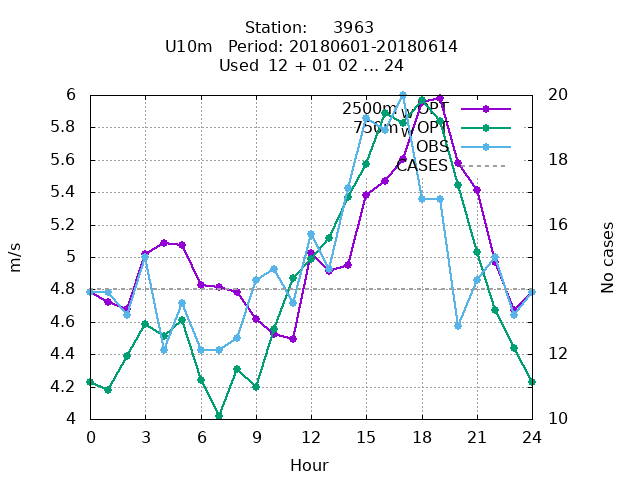 Station: 3963
U10m Period: 20180601-20180614
Used 12 + 01 02 ... 24
6 20
2500m_w_OPT
5.8 750m_w_OPT
OBS
5.6 CASES 18
5.4
5.2 16
5
4.8 14
4.6
4.4 12
4.2
4 10
m/s
No cases
0 3 6 9 12 15 18 21 24
Hour